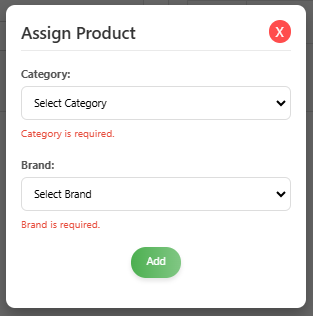 Assign Product
X
Category:
Select Category
Category is required.
Brand:
Select Brand
Brand is required.
Add